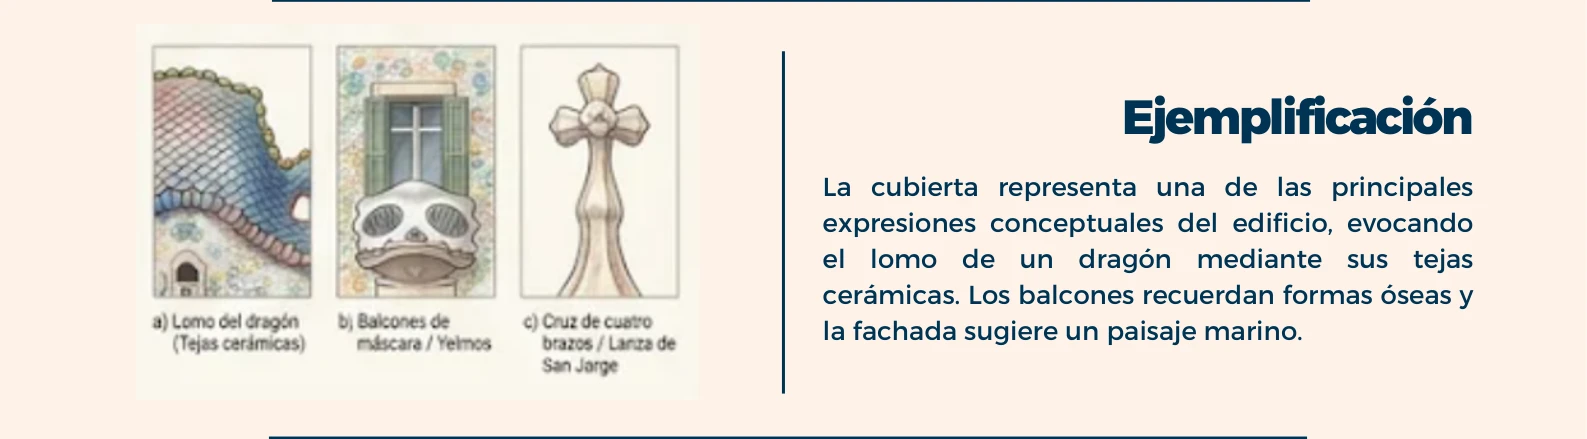 a) Lomo del dragón
(Tejas cerámicas)
b) Balcones de
máscara / Yelmos
c) Cruz de cuatro
brazos / Lanza de
San Jorge
Ejemplificación
La cubierta representa una de las principales
expresiones conceptuales del edificio, evocando
el lomo de un dragón mediante sus tejas
cerámicas. Los balcones recuerdan formas óseas y
la fachada sugiere un paisaje marino.